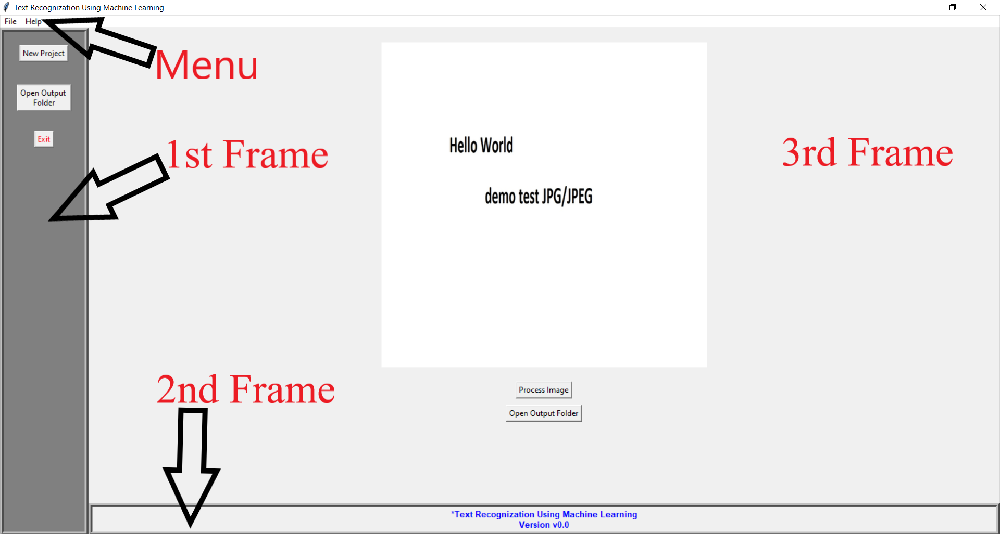 Text Recognization Using Machine Learning
File Help
New Project
Menu
Open Output
Folder
Exit
1st Frame
Hello World
3rd Frame
demo test JPG/JPEG
2nd Frame
Process Image
Open Output Folder
*Text Recognization Using Machine Learning
Version v0.0